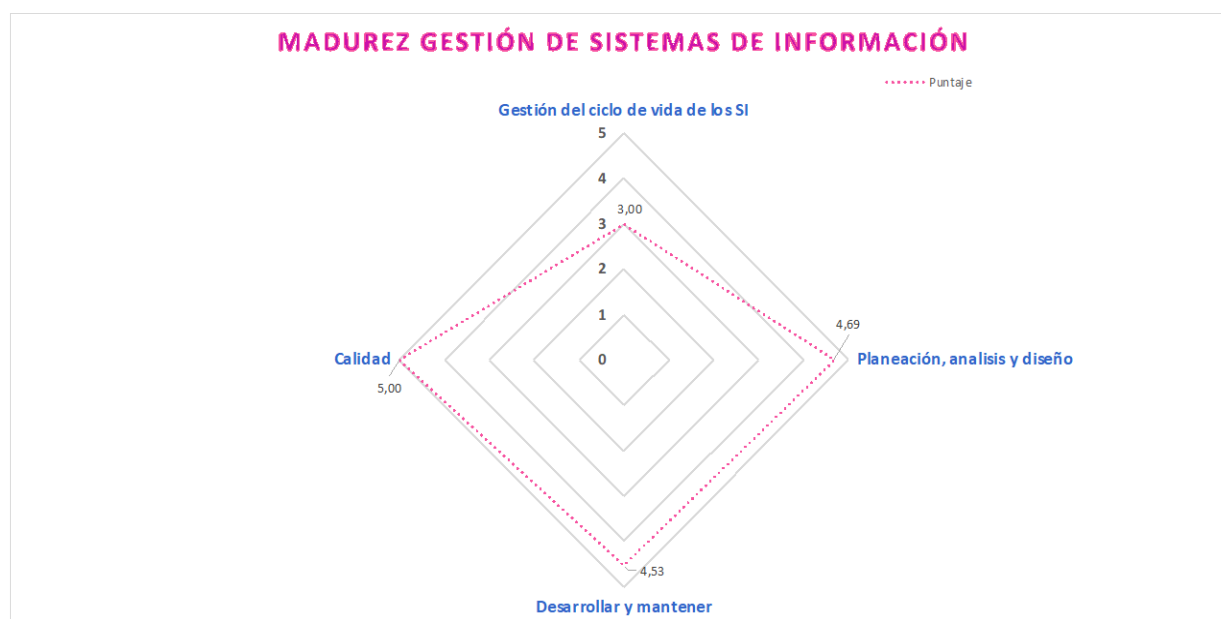 MADUREZ GESTIÓN DE SISTEMAS DE INFORMACIÓN
Puntaje
Gestión del ciclo de vida de los SI
5
4
3,00
3
2
1
4,69
0
Calidad
Planeación, analisis y diseño
5,00
4,53
Desarrollar y mantener